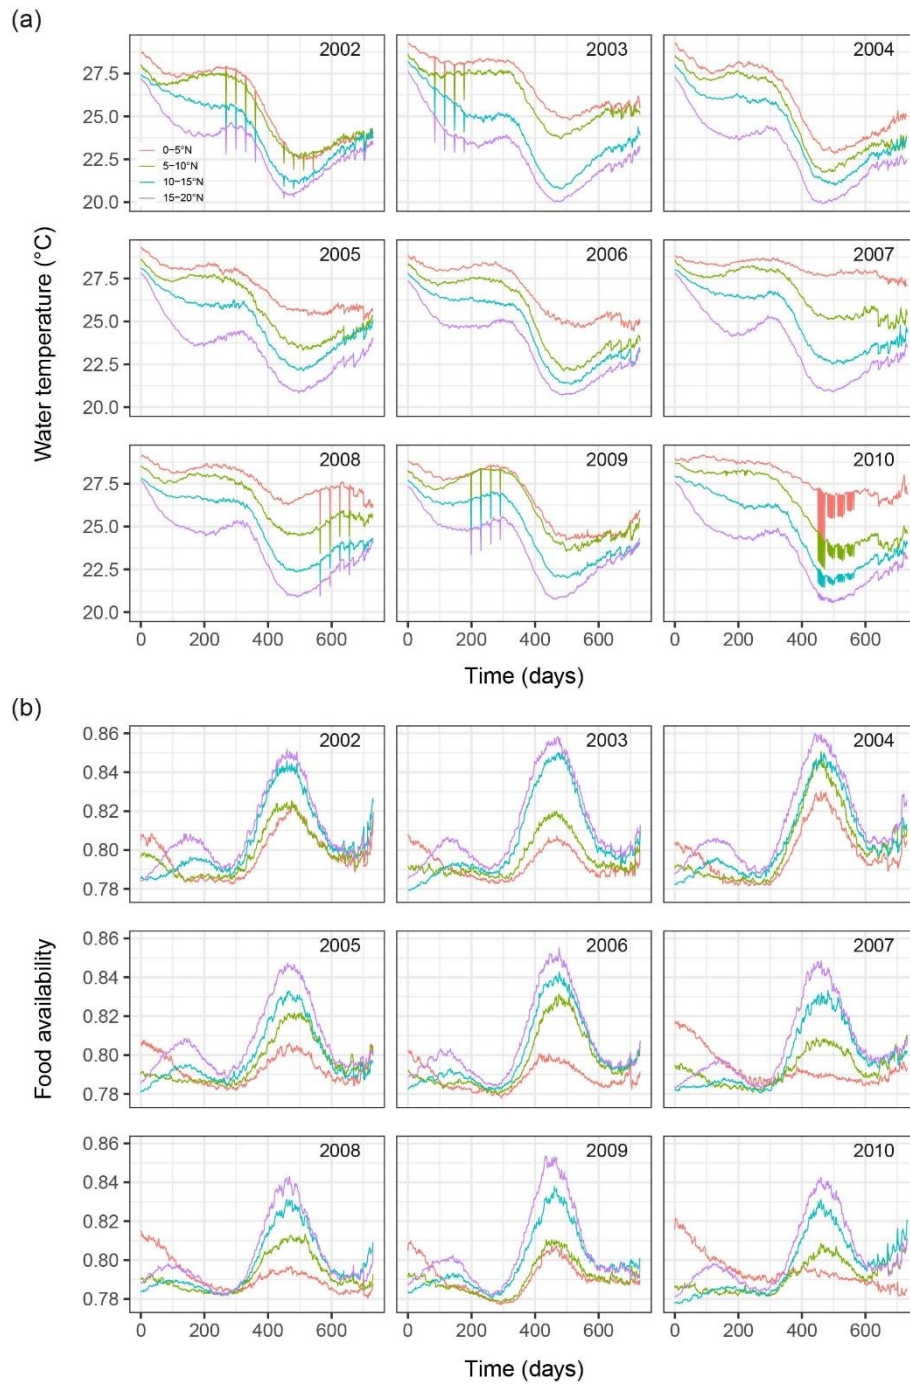 (a)
2002 2003 2004
27.5
25.0
22.5
20.0
0−5°N
5−10°N
10−15°N
15−20°N
2005 2006 2007
27.5
25.0
22.5
20.0
Water temperature (°C)
2008 2009 2010
27.5
25.0
22.5
20.0
0 200 400 600 0 200 400 600 0 200 400 600
Time (days)
(b)
2002 2003 2004
0.86
0.84
0.82
0.80
0.78
2005 2006 2007
0.86
0.84
0.82
0.80
0.78
Food availability
2008 2009 2010
0.86
0.84
0.82
0.80
0.78
0 200 400 600 0 200 400 600 0 200 400 600
Time (days)